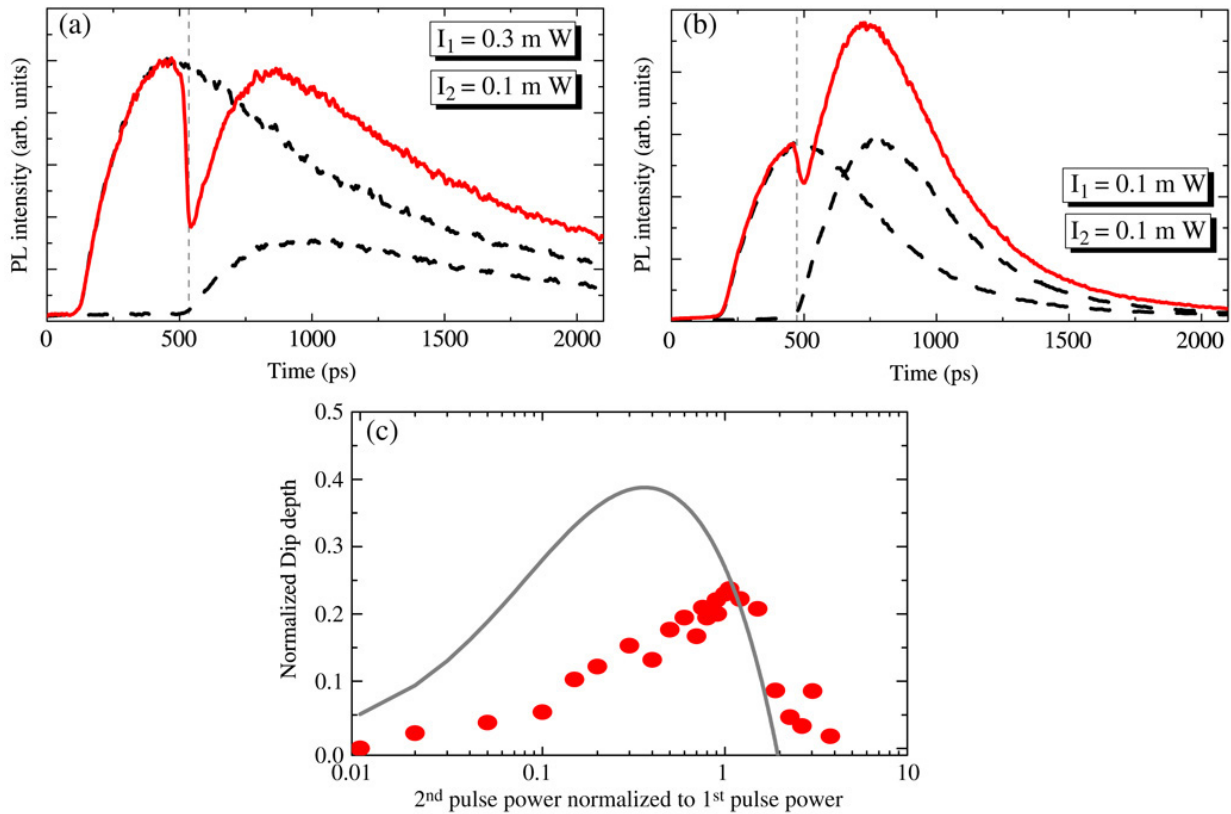 (a)
I1 = 0.3 m W
I2 = 0.1 m W
PL intensity (arb. units)
0 500 1000 1500 2000
Time (ps)
(b)
I1 = 0.1 m W
I2 = 0.1 m W
PL intensity (arb. units)
0 500 1000 1500 2000
Time (ps)
(c)
0.5
0.4
0.3
0.2
0.1
0.0
Normalized Dip depth
0.01 0.1 1 10
2nd pulse power normalized to 1st pulse power